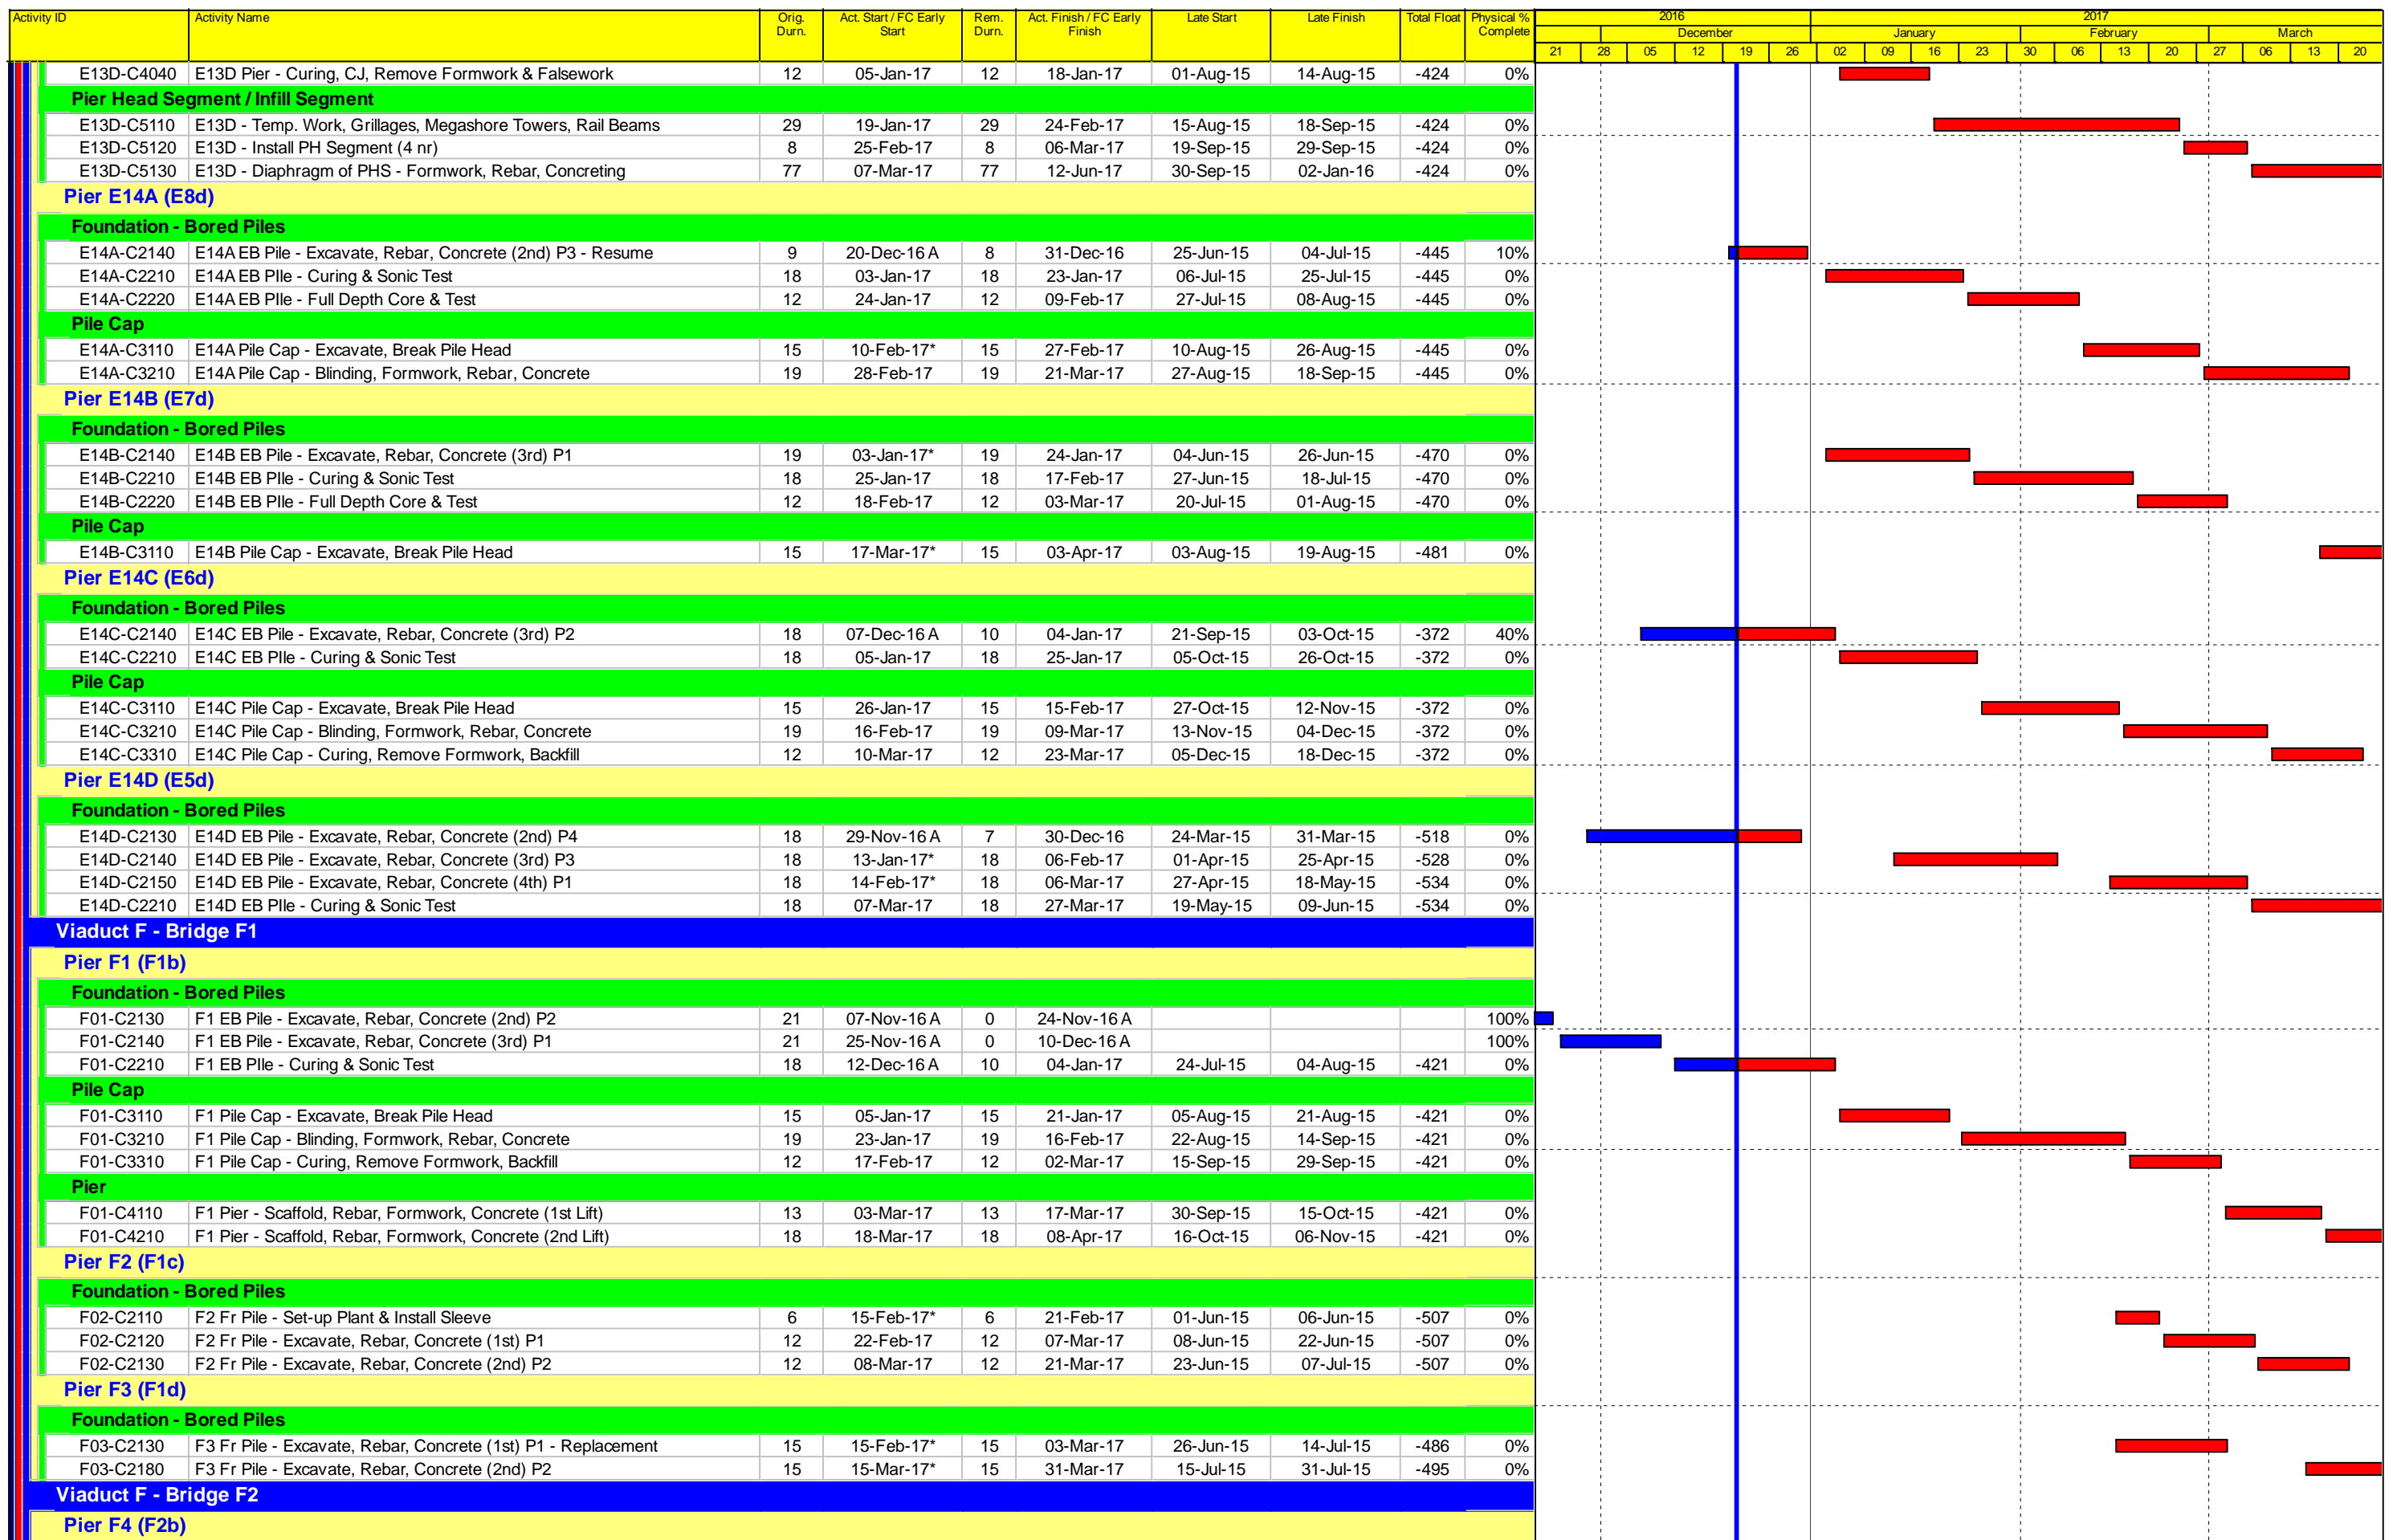 Activity ID Activity Name Orig. Durn. Act. Start / FC Early Start Rem. Durn. Act. Finish / FC Early Finish Late Start Late Finish Total Float Physical % Complete
2016 2017
December January February March
21 28 05 12 19 26 02 09 16 23 30 06 13 20 27 06 13 20
E13D-C4040 E13D Pier - Curing, CJ, Remove Formwork & Falsework 12 05-Jan-17 12 18-Jan-17 01-Aug-15 14-Aug-15 -424 0%
Pier Head Segment / Infill Segment
E13D-C5110 E13D - Temp. Work, Grillages, Megashore Towers, Rail Beams 29 19-Jan-17 29 24-Feb-17 15-Aug-15 18-Sep-15 -424 0%
E13D-C5120 E13D - Install PH Segment (4 nr) 8 25-Feb-17 8 06-Mar-17 19-Sep-15 29-Sep-15 -424 0%
E13D-C5130 E13D - Diaphragm of PHS - Formwork, Rebar, Concreting 77 07-Mar-17 77 12-Jun-17 30-Sep-15 02-Jan-16 -424 0%
Pier E14A (E8d)
Foundation - Bored Piles
E14A-C2140 E14A EB Pile - Excavate, Rebar, Concrete (2nd) P3 - Resume 9 20-Dec-16 A 8 31-Dec-16 25-Jun-15 04-Jul-15 -445 10%
E14A-C2210 E14A EB PIle - Curing & Sonic Test 18 03-Jan-17 18 23-Jan-17 06-Jul-15 25-Jul-15 -445 0%
E14A-C2220 E14A EB PIle - Full Depth Core & Test 12 24-Jan-17 12 09-Feb-17 27-Jul-15 08-Aug-15 -445 0%
Pile Cap
E14A-C3110 E14A Pile Cap - Excavate, Break Pile Head 15 10-Feb-17* 15 27-Feb-17 10-Aug-15 26-Aug-15 -445 0%
E14A-C3210 E14A Pile Cap - Blinding, Formwork, Rebar, Concrete 19 28-Feb-17 19 21-Mar-17 27-Aug-15 18-Sep-15 -445 0%
Pier E14B (E7d)
Foundation - Bored Piles
E14B-C2140 E14B EB Pile - Excavate, Rebar, Concrete (3rd) P1 19 03-Jan-17* 19 24-Jan-17 04-Jun-15 26-Jun-15 -470 0%
E14B-C2210 E14B EB PIle - Curing & Sonic Test 18 25-Jan-17 18 17-Feb-17 27-Jun-15 18-Jul-15 -470 0%
E14B-C2220 E14B EB PIle - Full Depth Core & Test 12 18-Feb-17 12 03-Mar-17 20-Jul-15 01-Aug-15 -470 0%
Pile Cap
E14B-C3110 E14B Pile Cap - Excavate, Break Pile Head 15 17-Mar-17* 15 03-Apr-17 03-Aug-15 19-Aug-15 -481 0%
Pier E14C (E6d)
Foundation - Bored Piles
E14C-C2140 E14C EB Pile - Excavate, Rebar, Concrete (3rd) P2 18 07-Dec-16 A 10 04-Jan-17 21-Sep-15 03-Oct-15 -372 40%
E14C-C2210 E14C EB PIle - Curing & Sonic Test 18 05-Jan-17 18 25-Jan-17 05-Oct-15 26-Oct-15 -372 0%
Pile Cap
E14C-C3110 E14C Pile Cap - Excavate, Break Pile Head 15 26-Jan-17 15 15-Feb-17 27-Oct-15 12-Nov-15 -372 0%
E14C-C3210 E14C Pile Cap - Blinding, Formwork, Rebar, Concrete 19 16-Feb-17 19 09-Mar-17 13-Nov-15 04-Dec-15 -372 0%
E14C-C3310 E14C Pile Cap - Curing, Remove Formwork, Backfill 12 10-Mar-17 12 23-Mar-17 05-Dec-15 18-Dec-15 -372 0%
Pier E14D (E5d)
Foundation - Bored Piles
E14D-C2130 E14D EB Pile - Excavate, Rebar, Concrete (2nd) P4 18 29-Nov-16 A 7 30-Dec-16 24-Mar-15 31-Mar-15 -518 0%
E14D-C2140 E14D EB Pile - Excavate, Rebar, Concrete (3rd) P3 18 13-Jan-17* 18 06-Feb-17 01-Apr-15 25-Apr-15 -528 0%
E14D-C2150 E14D EB Pile - Excavate, Rebar, Concrete (4th) P1 18 14-Feb-17* 18 06-Mar-17 27-Apr-15 18-May-15 -534 0%
E14D-C2210 E14D EB PIle - Curing & Sonic Test 18 07-Mar-17 18 27-Mar-17 19-May-15 09-Jun-15 -534 0%
Viaduct F - Bridge F1
Pier F1 (F1b)
Foundation - Bored Piles
F01-C2130 F1 EB Pile - Excavate, Rebar, Concrete (2nd) P2 21 07-Nov-16 A 0 24-Nov-16 A 100%
F01-C2140 F1 EB Pile - Excavate, Rebar, Concrete (3rd) P1 21 25-Nov-16 A 0 10-Dec-16 A 100%
F01-C2210 F1 EB PIle - Curing & Sonic Test 18 12-Dec-16 A 10 04-Jan-17 24-Jul-15 04-Aug-15 -421 0%
Pile Cap
F01-C3110 F1 Pile Cap - Excavate, Break Pile Head 15 05-Jan-17 15 21-Jan-17 05-Aug-15 21-Aug-15 -421 0%
F01-C3210 F1 Pile Cap - Blinding, Formwork, Rebar, Concrete 19 23-Jan-17 19 16-Feb-17 22-Aug-15 14-Sep-15 -421 0%
F01-C3310 F1 Pile Cap - Curing, Remove Formwork, Backfill 12 17-Feb-17 12 02-Mar-17 15-Sep-15 29-Sep-15 -421 0%
Pier
F01-C4110 F1 Pier - Scaffold, Rebar, Formwork, Concrete (1st Lift) 13 03-Mar-17 13 17-Mar-17 30-Sep-15 15-Oct-15 -421 0%
F01-C4210 F1 Pier - Scaffold, Rebar, Formwork, Concrete (2nd Lift) 18 18-Mar-17 18 08-Apr-17 16-Oct-15 06-Nov-15 -421 0%
Pier F2 (F1c)
Foundation - Bored Piles
F02-C2110 F2 Fr Pile - Set-up Plant & Install Sleeve 6 15-Feb-17* 6 21-Feb-17 01-Jun-15 06-Jun-15 -507 0%
F02-C2120 F2 Fr Pile - Excavate, Rebar, Concrete (1st) P1 12 22-Feb-17 12 07-Mar-17 08-Jun-15 22-Jun-15 -507 0%
F02-C2130 F2 Fr Pile - Excavate, Rebar, Concrete (2nd) P2 12 08-Mar-17 12 21-Mar-17 23-Jun-15 07-Jul-15 -507 0%
Pier F3 (F1d)
Foundation - Bored Piles
F03-C2130 F3 Fr Pile - Excavate, Rebar, Concrete (1st) P1 - Replacement 15 15-Feb-17* 15 03-Mar-17 26-Jun-15 14-Jul-15 -486 0%
F03-C2180 F3 Fr Pile - Excavate, Rebar, Concrete (2nd) P2 15 15-Mar-17* 15 31-Mar-17 15-Jul-15 31-Jul-15 -495 0%
Viaduct F - Bridge F2
Pier F4 (F2b)